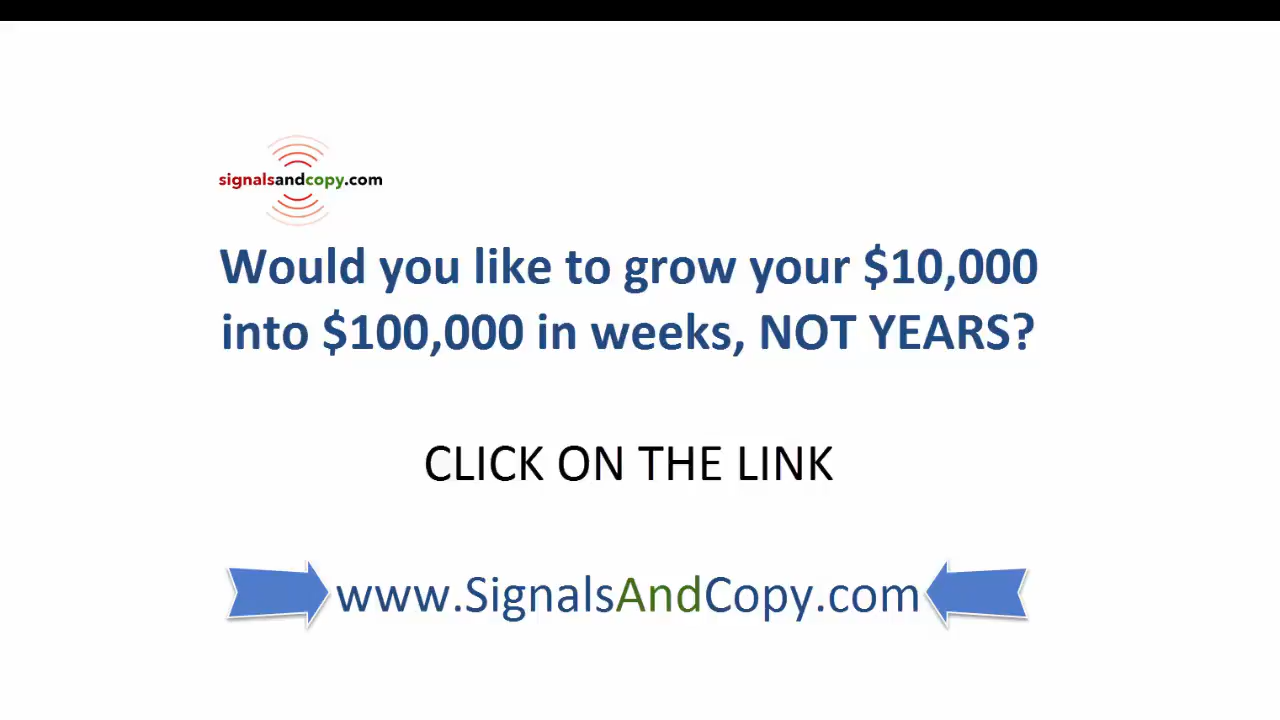 signalsandcopy.com
Would you like to grow your $10,000
into $100,000 in weeks, NOT YEARS?
CLICK ON THE LINK
www.SignalsAndCopy.com